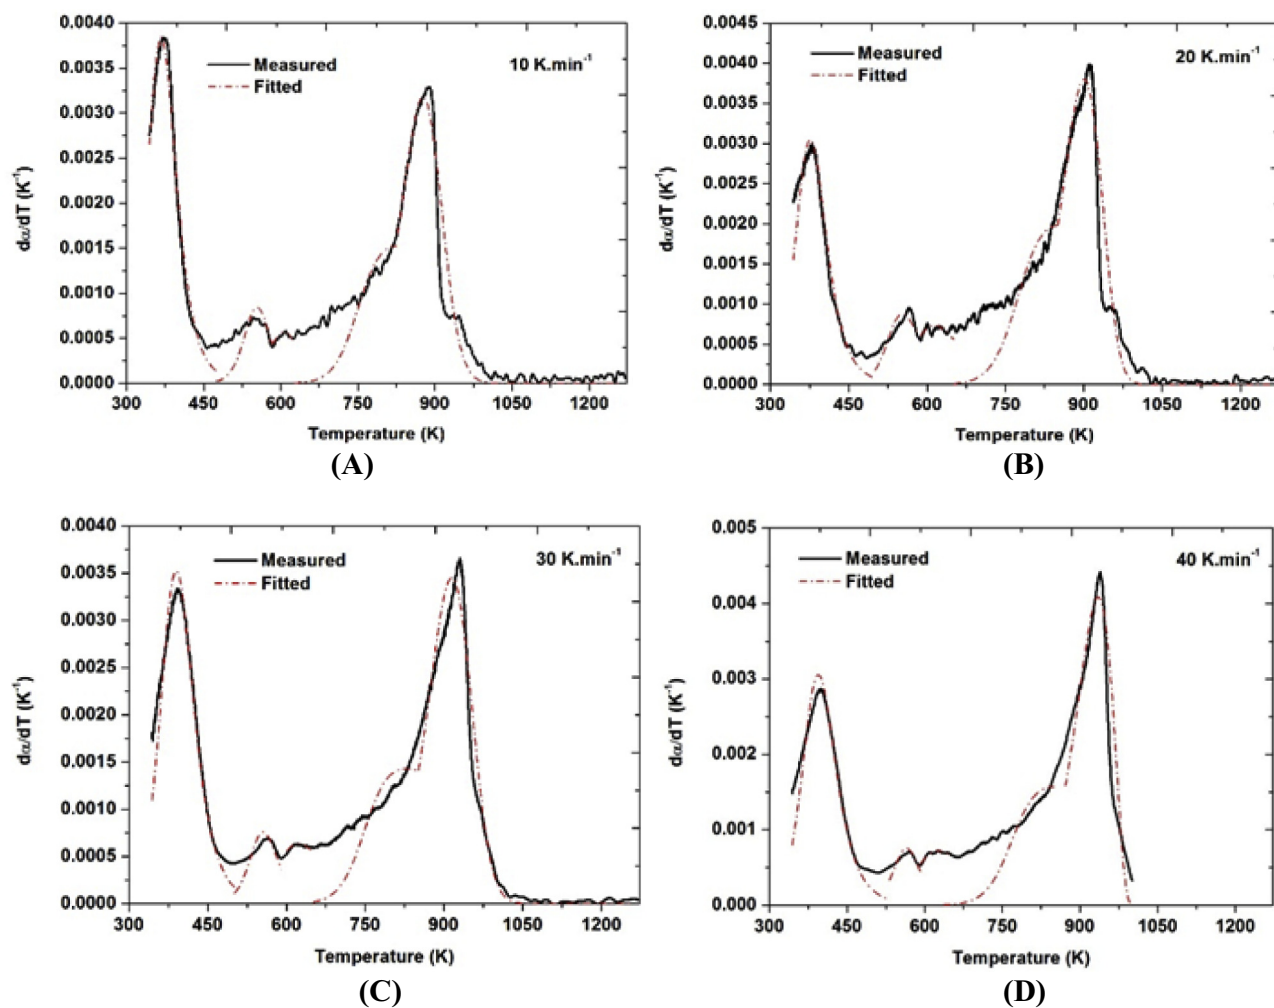 0.0040
0.0035
0.0030
0.0025
0.0020
0.0015
0.0010
0.0005
0.0000
dα/dT (K-1)
Measured
Fitted
10 K.min-1
300 450 600 750 900 1050 1200
Temperature (K)
(A)
0.0045
0.0040
0.0035
0.0030
0.0025
0.0020
0.0015
0.0010
0.0005
0.0000
dα/dT (K-1)
Measured
Fitted
20 K.min-1
300 450 600 750 900 1050 1200
Temperature (K)
(B)
0.0040
0.0035
0.0030
0.0025
0.0020
0.0015
0.0010
0.0005
0.0000
dα/dT (K-1)
Measured
Fitted
30 K.min-1
300 450 600 750 900 1050 1200
Temperature (K)
(C)
0.005
0.004
0.003
0.002
0.001
0.000
dα/dT (K-1)
Measured
Fitted
40 K.min-1
300 450 600 750 900 1050 1200
Temperature (K)
(D)